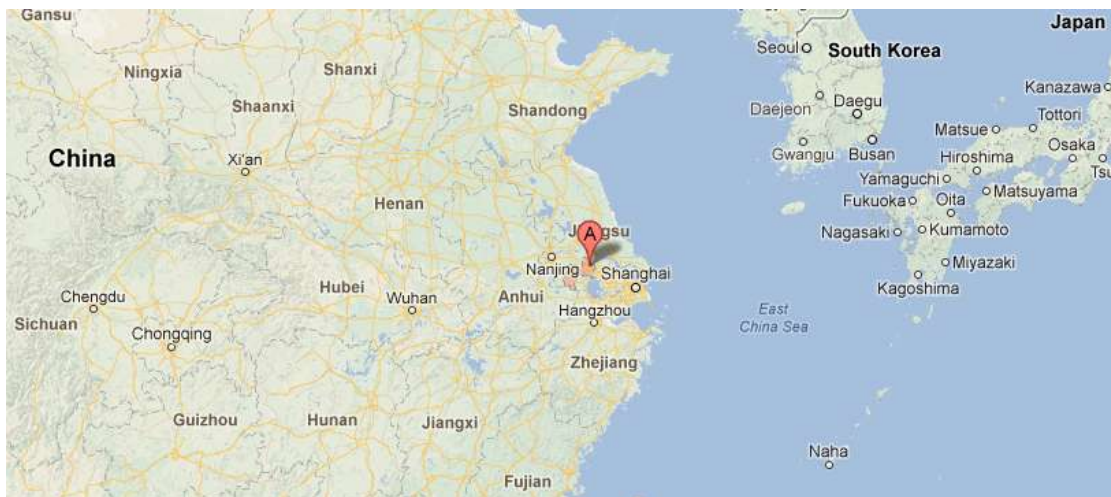 Gansu
Japan
Seoul
South Korea
Ningxia
Shanxi
Shaanxi
Shandong
Daejeon
Daegu
Kanazawa
Tottori
Matsue
Gwangju
Busan
Osaka
Hiroshima
China
Xi'an
Yamaguchi
Tsu
Matsuyama
Henan
Fukuoka
Oita
A
Nagasaki
Kumamoto
Nanjing
Shanghai
Miyazaki
Kagoshima
Hubei
Wuhan
Anhui
Chengdu
Hangzhou
East
China Sea
Sichuan
Chongqing
Zhejiang
Guizhou
Hunan
Jiangxi
Naha
Fujian